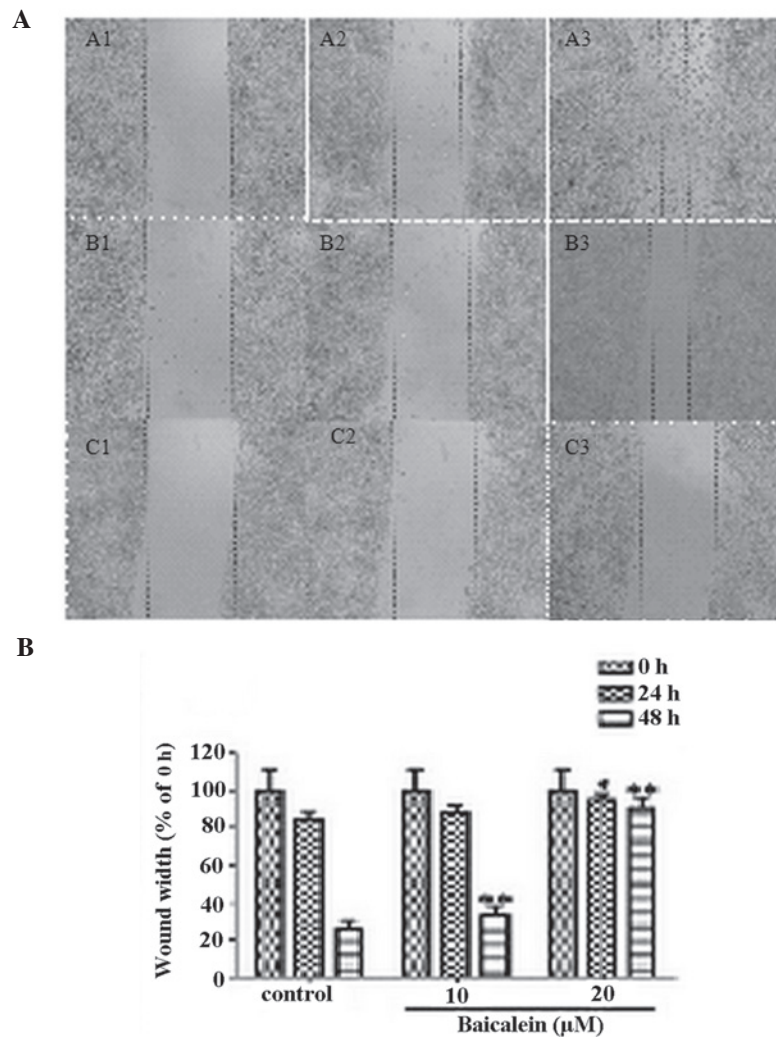 A
A1 A2 A3
B1 B2 B3
C1 C2 C3
B
0 h
24 h
48 h
Wound width (% of 0 h)
120
100
80
60
40
20
0
**
*
**
control 10 20
Baicalein (μM)